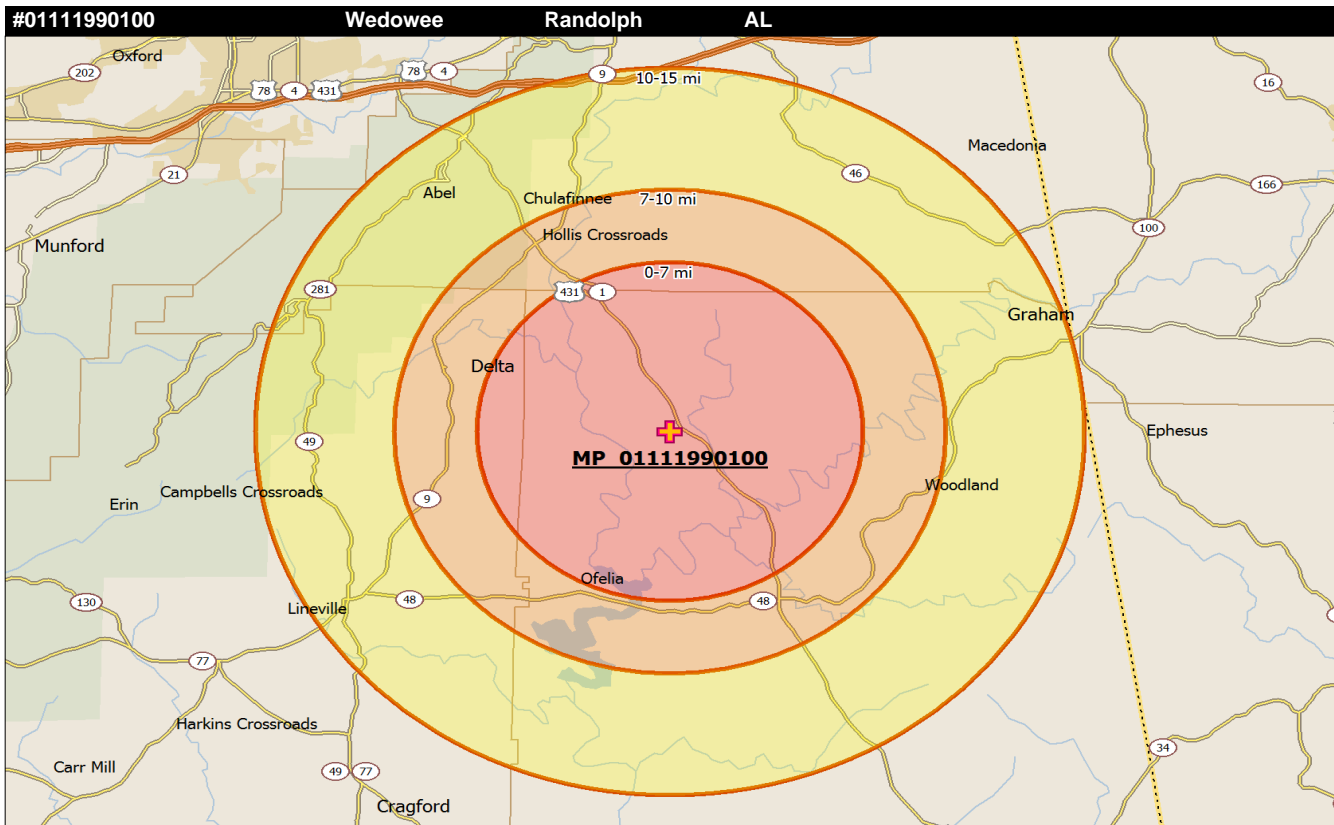 #01111990100 Wedowee Randolph AL
Oxford
202
78
4
9
10-15 mi
78
4
431
16
21
Macedonia
46
166
Abel
Chulafinnee
7-10 mi
100
Munford
Hollis Crossroads
0-7 mi
281
431
1
Graham
Delta
49
Ephesus
MP 01111990100
Campbells Crossroads
9
Woodland
Erin
Ofelia
130
Lineville
48
48
77
Harkins Crossroads
34
Carr Mill
49
77
Cragford